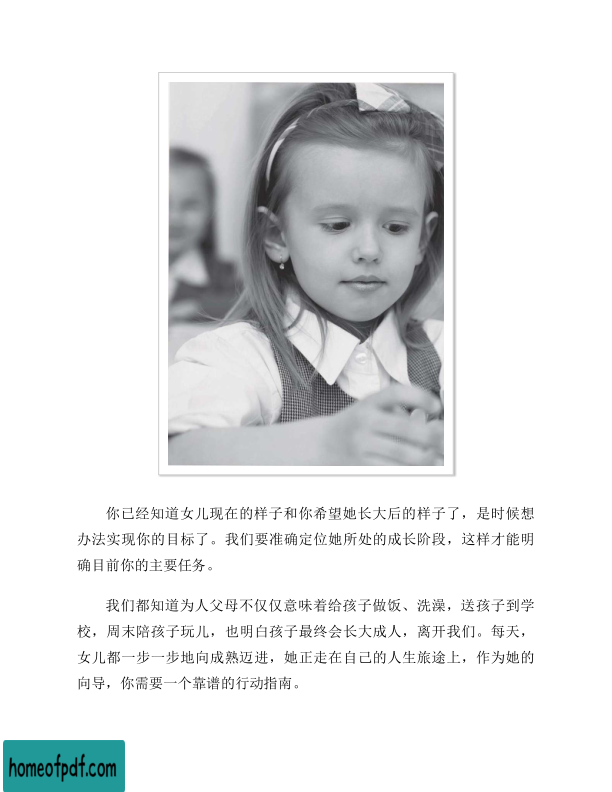 你已经知道女儿现在的样子和你希望她长大后的样子了，是时候想
办法实现你的目标了。我们要准确定位她所处的成长阶段，这样才能明
确目前你的主要任务。
我们都知道为人父母不仅仅意味着给孩子做饭、洗澡，送孩子到学
校，周末陪孩子玩儿，也明白孩子最终会长大成人，离开我们。每天，
女儿都一步一步地向成熟迈进，她正走在自己的人生旅途上，作为她的
向导，你需要一个靠谱的行动指南。
homeofpdf.com